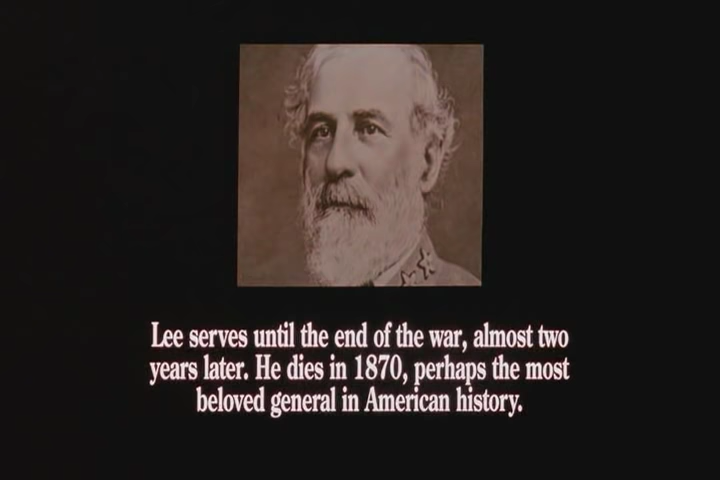 Lee serves until the end of the war, almost two
years later. He dies in 1870, perhaps the most
beloved general in American history.